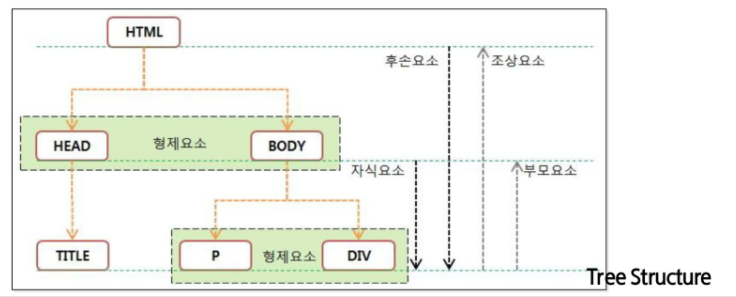 HTML
후손요소 조상요소
HEAD 형제요소 BODY
자식요소 부모요소
TITLE P 형제요소 DIV
Tree Structure